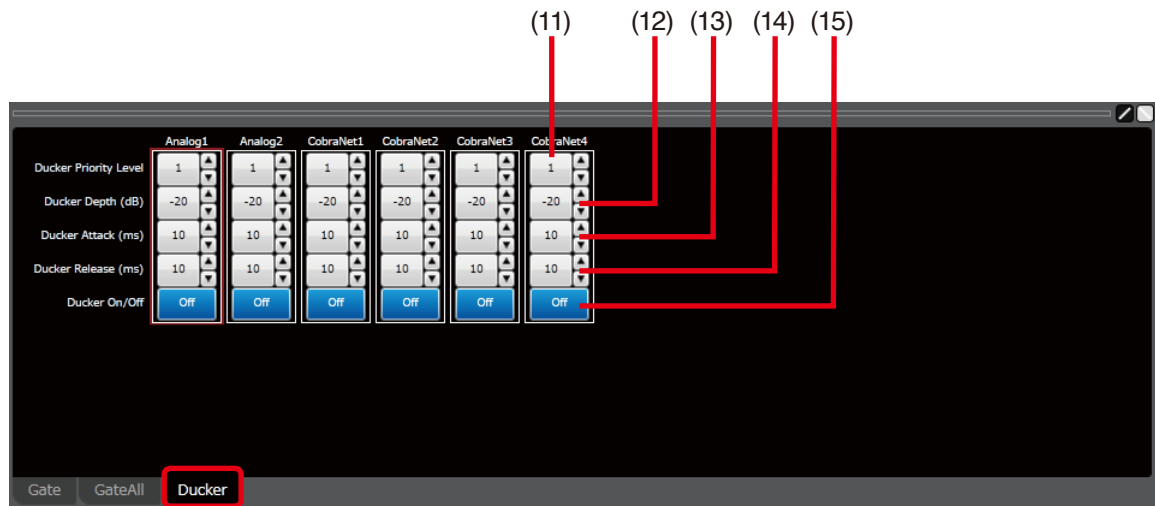 (11) (12) (13) (14) (15)
Analog1 Analog2 CobraNet1 CobraNet2 CobraNet3 CobraNet4
Ducker Priority Level 1 1 1 1 1 1
Ducker Depth (dB) -20 -20 -20 -20 -20 -20
Ducker Attack (ms) 10 10 10 10 10 10
Ducker Release (ms) 10 10 10 10 10 10
Ducker On/Off Off Off Off Off Off Off
Gate GateAll Ducker